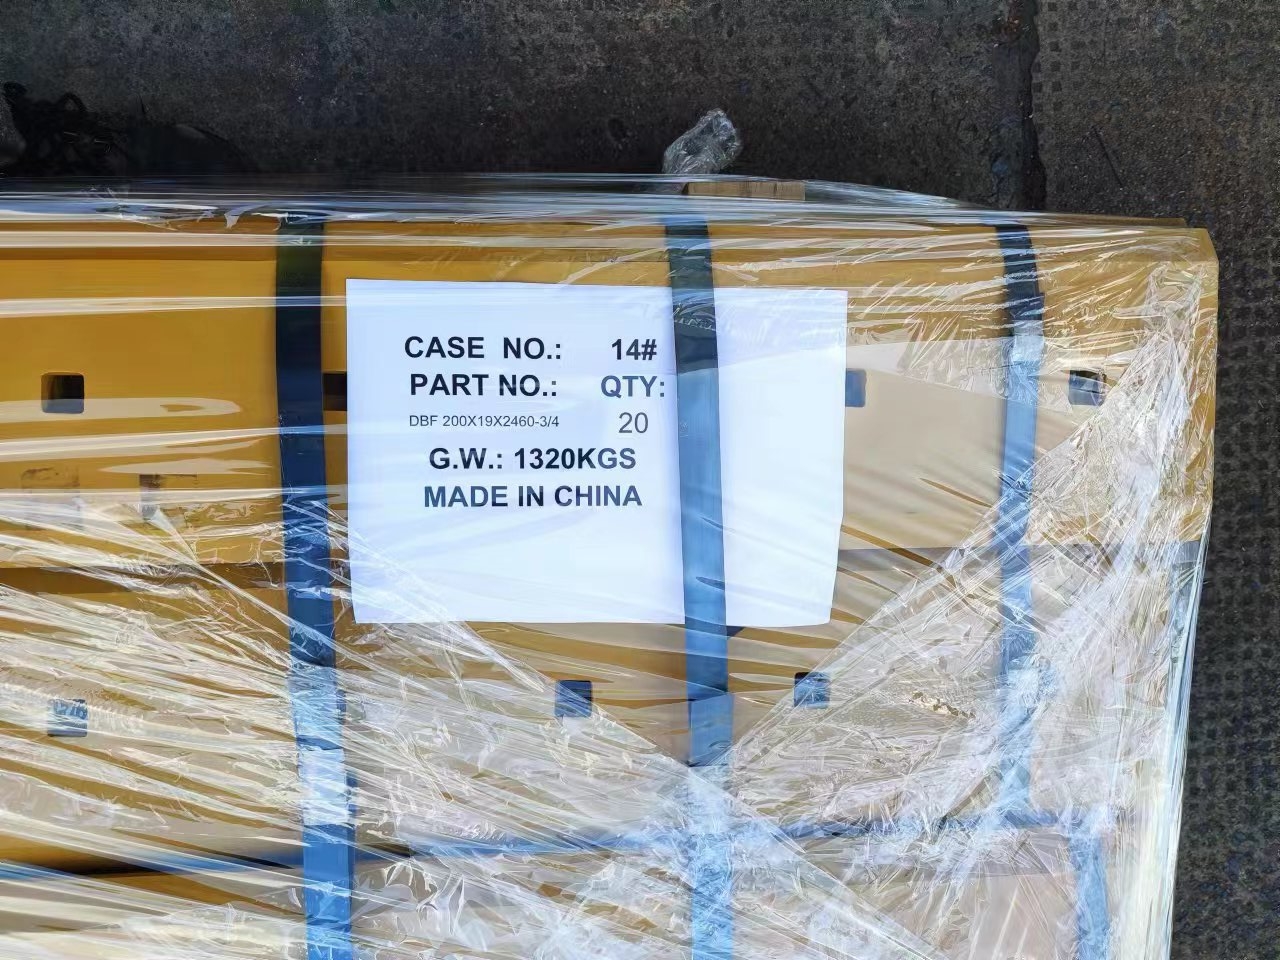 CASE NO.: 14#
PART NO.: QTY:
DBF 200X19X2460-3/4 20
G.W.: 1320KGS
MADE IN CHINA